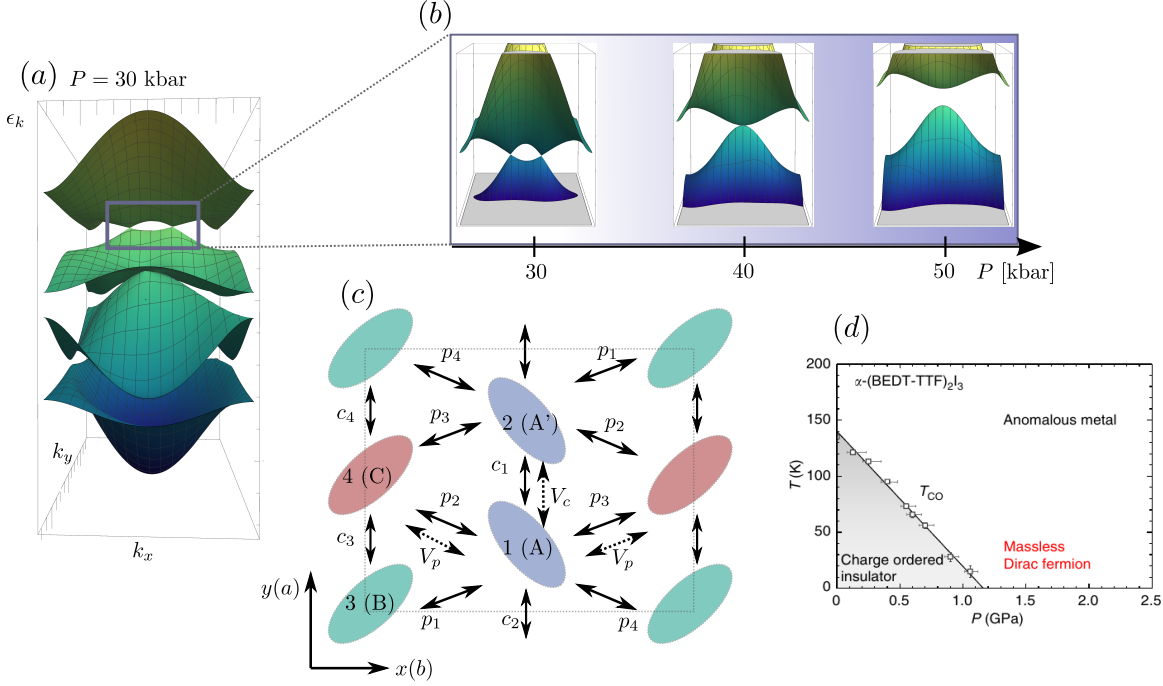 (a) P = 30 kbar
ϵ_k
k_y
k_x
(b)
30
40
50
P [kbar]
(c)
p_4
p_1
c_4
p_3
2 (A')
p_2
4 (C)
c_1
p_2
V_c
p_3
c_3
V_p
1 (A)
V_p
3 (B)
p_1
c_2
p_4
y(a)
x(b)
(d)
200
150
100
50
0
T (K)
α-(BEDT-TTF)₂I₃
Anomalous metal
T_CO
Massless
Dirac fermion
Charge ordered
insulator
0
0.5
1.0
1.5
2.0
2.5
P (GPa)